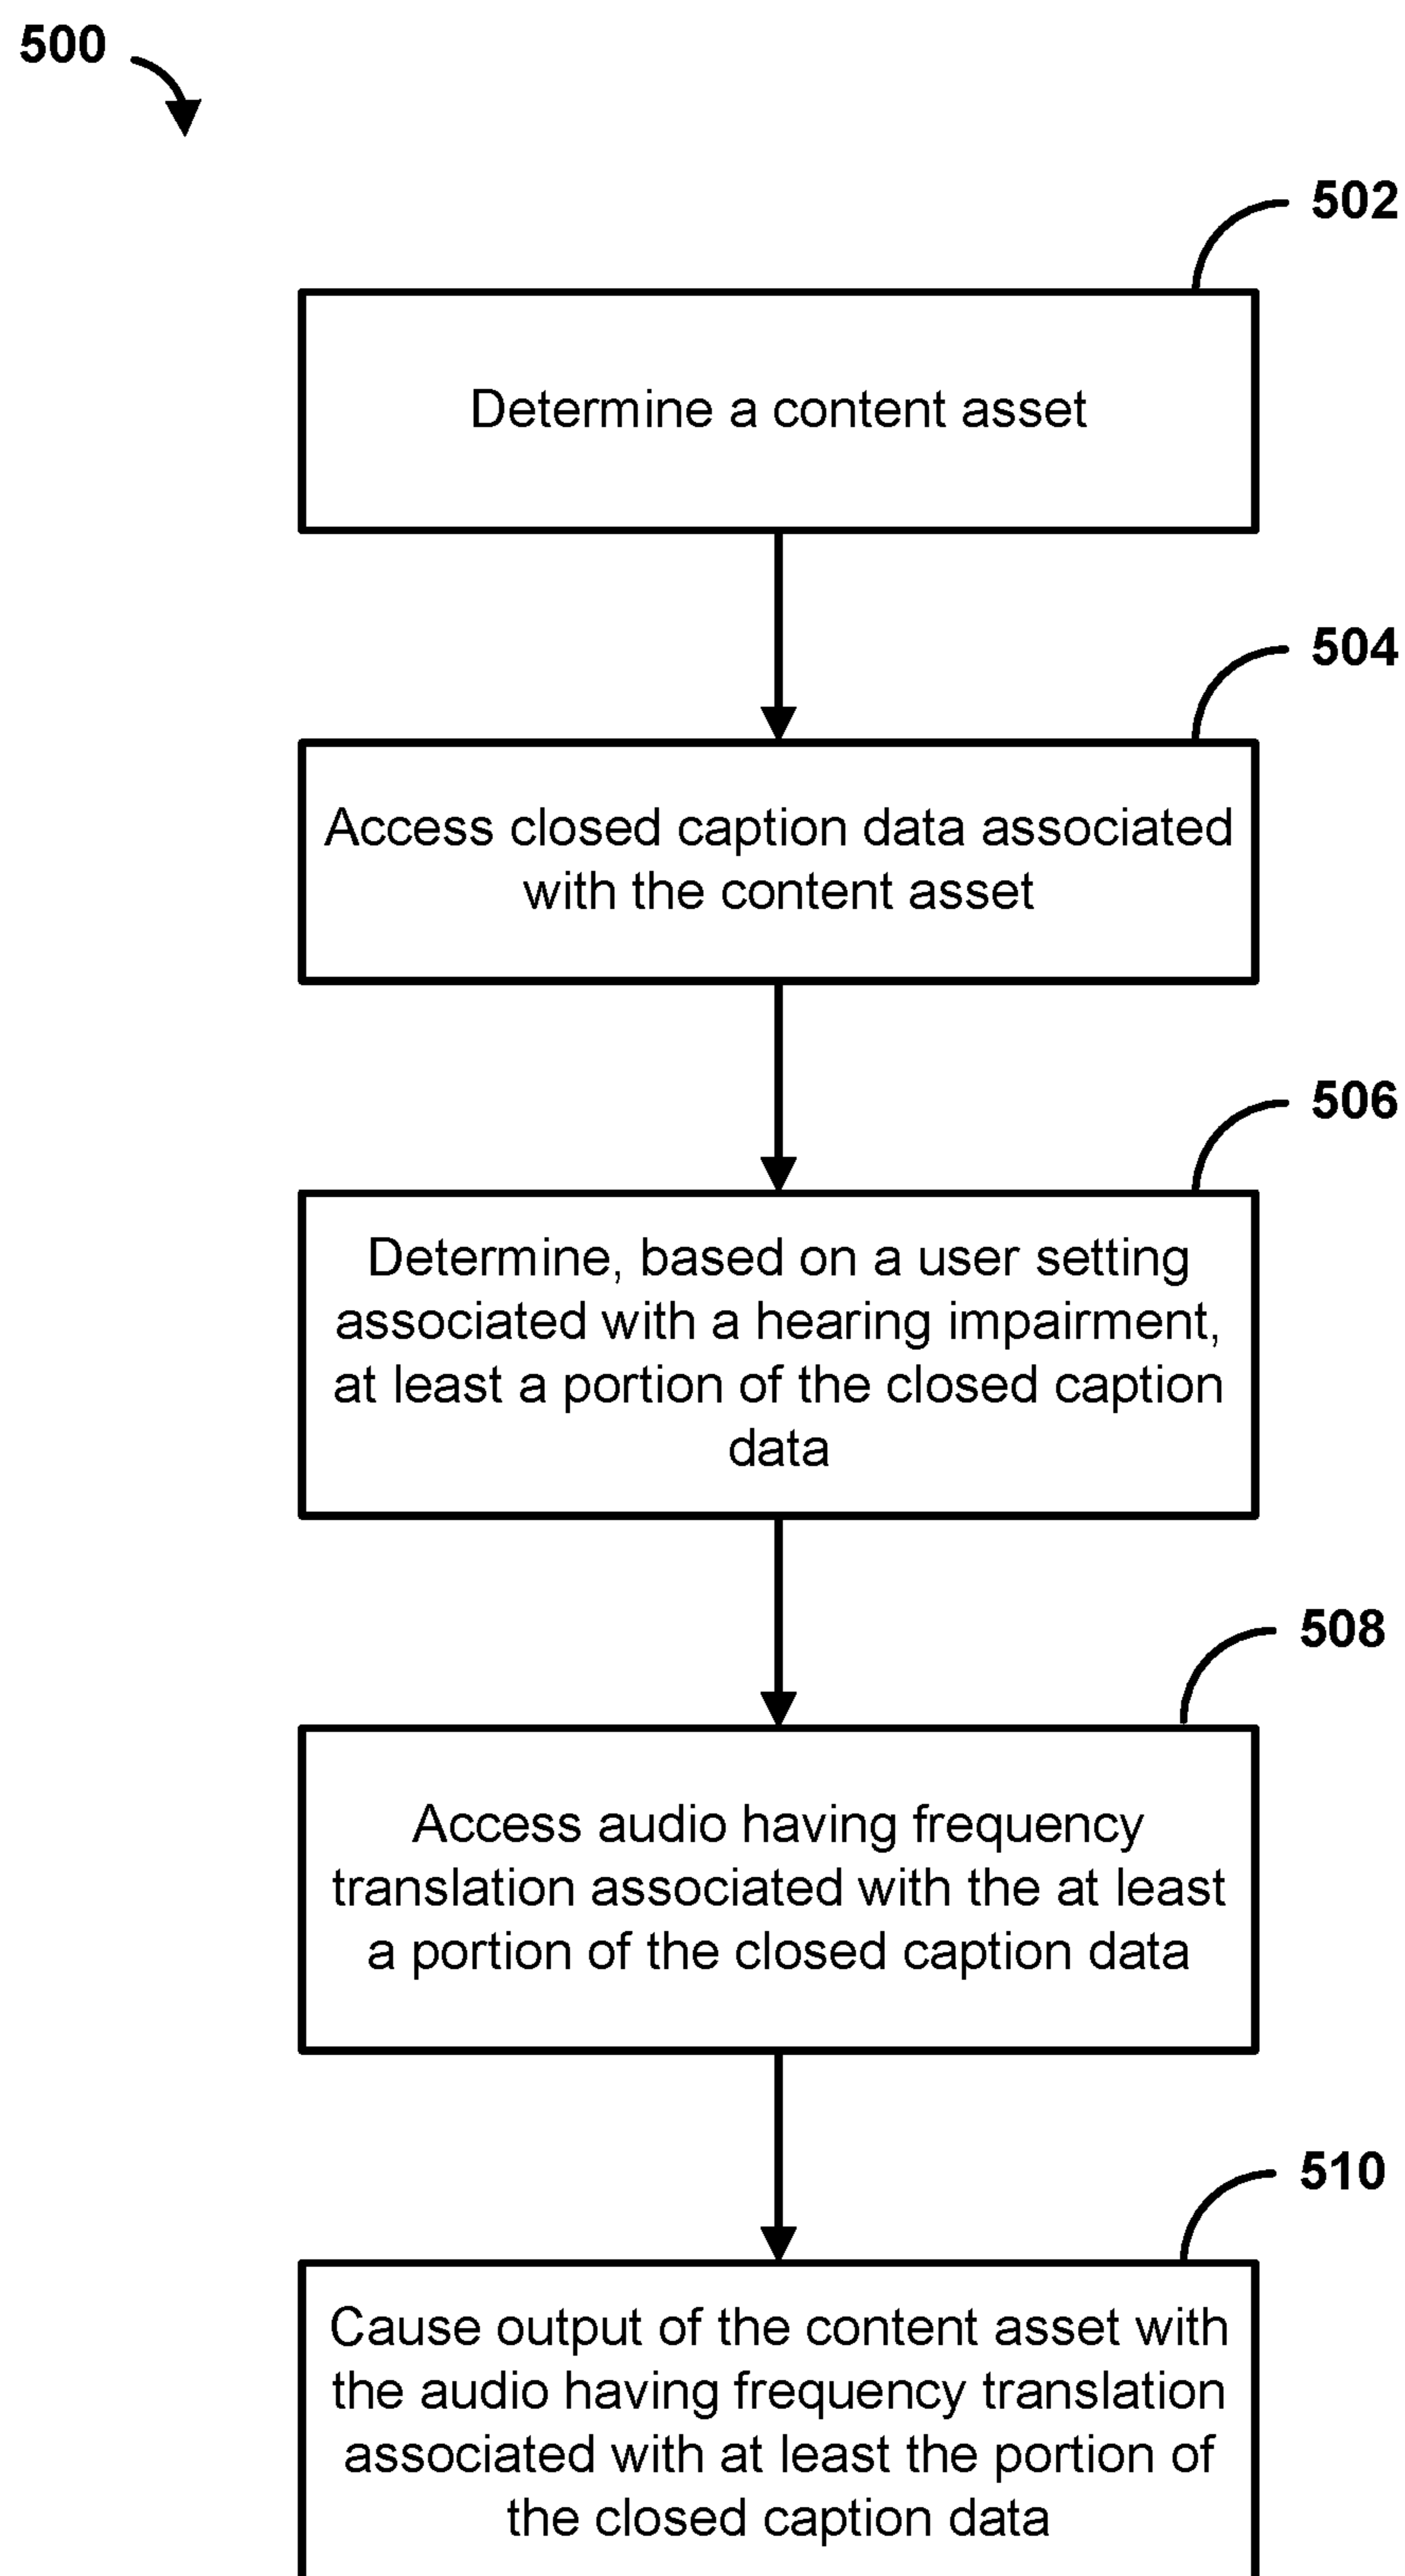 500
502
Determine a content asset
504
Access closed caption data associated
with the content asset
506
Determine, based on a user setting
associated with a hearing impairment,
at least a portion of the closed caption
data
508
Access audio having frequency
translation associated with the at least
a portion of the closed caption data
510
Cause output of the content asset with
the audio having frequency translation
associated with at least the portion of
the closed caption data